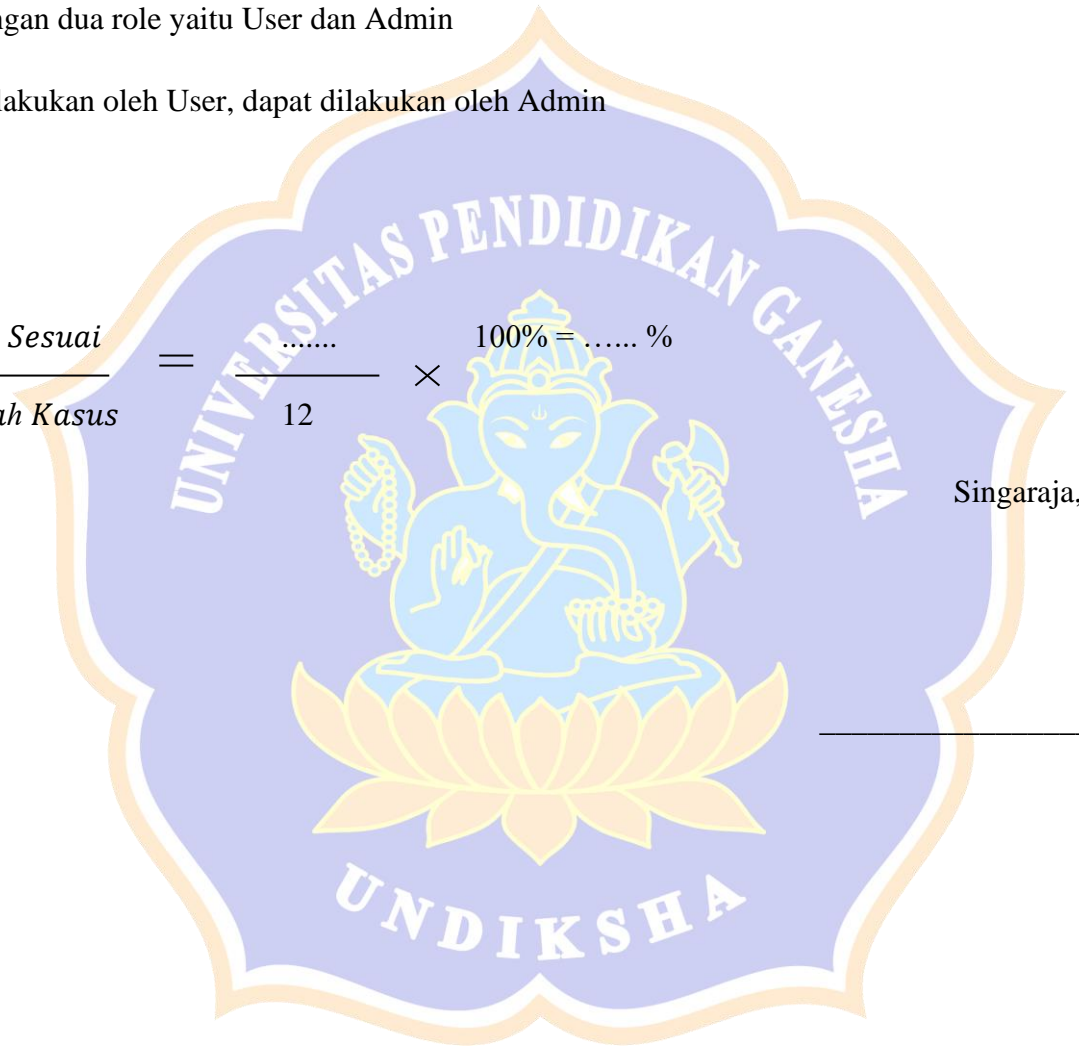 ngan dua role yaitu User dan Admin
lakukan oleh User, dapat dilakukan oleh Admin
UNIVERSITAS PENDIDIKAN GANESHA
Sesuai = ....... × 100% = …... %
ah Kasus 12
Singaraja,
UNDIKSHA